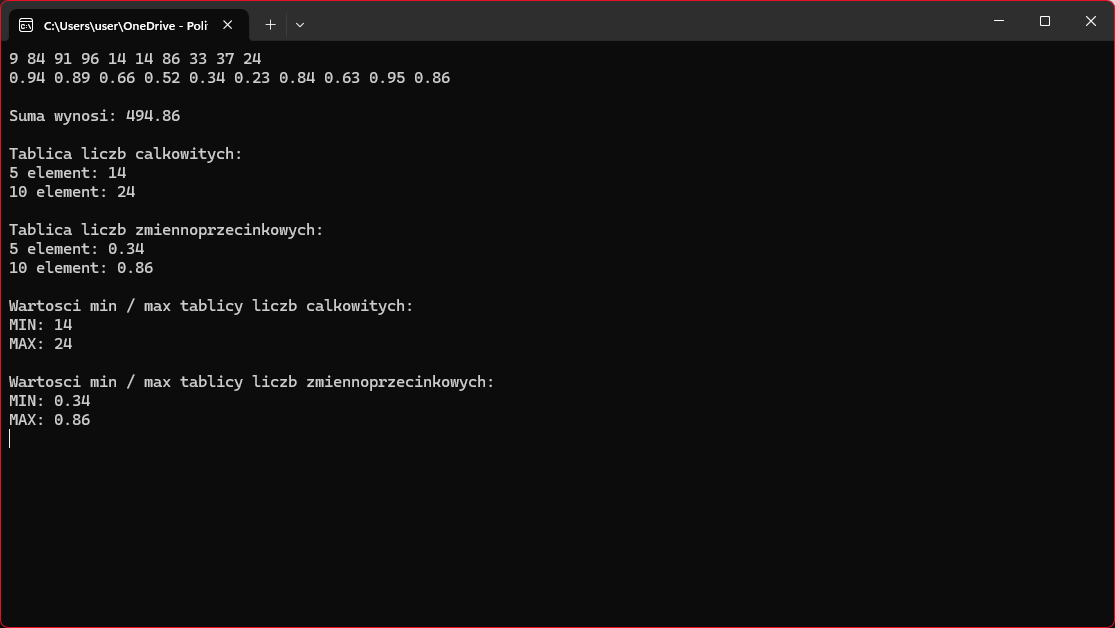 C:\Users\user\OneDrive - Poli
9 84 91 96 14 14 86 33 37 24
0.94 0.89 0.66 0.52 0.34 0.23 0.84 0.63 0.95 0.86
Suma wynosi: 494.86
Tablica liczb calkowitych:
5 element: 14
10 element: 24
Tablica liczb zmiennoprzecinkowych:
5 element: 0.34
10 element: 0.86
Wartosci min / max tablicy liczb calkowitych:
MIN: 14
MAX: 24
Wartosci min / max tablicy liczb zmiennoprzecinkowych:
MIN: 0.34
MAX: 0.86